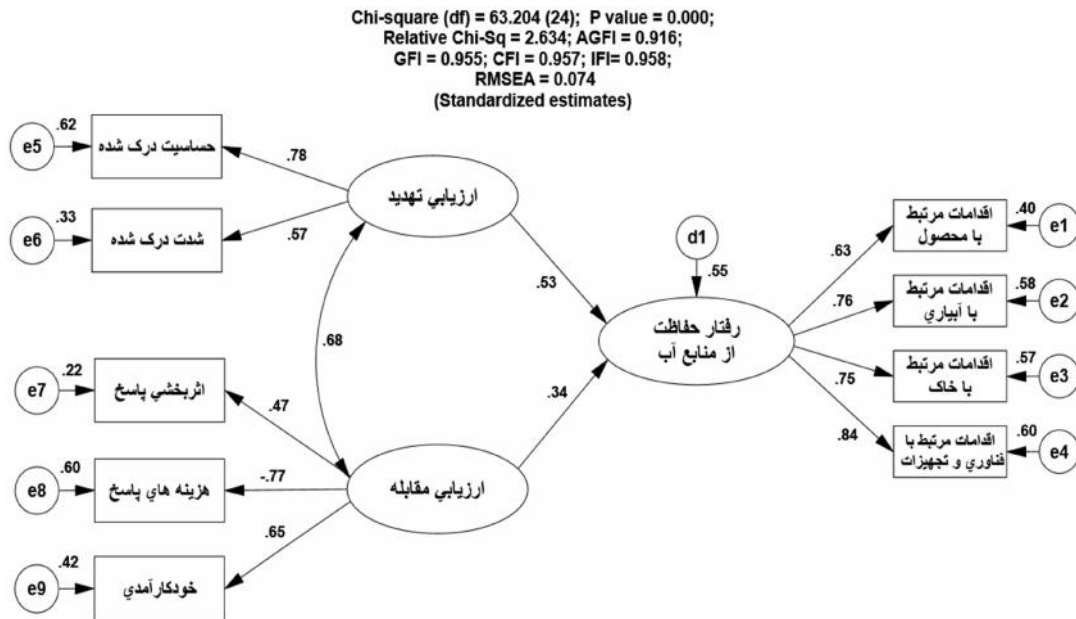 Chi-square (df) = 63.204 (24); P value = 0.000;
Relative Chi-Sq = 2.634; AGFI = 0.916;
GFI = 0.955; CFI = 0.957; IFI= 0.958;
RMSEA = 0.074
(Standardized estimates)
e5
.62
حساسيت درک شده
.78
e6
.33
شدت درک شده
.57
ارزيابي تهديد
.53
.68
e7
.22
اثربخشي پاسخ
.47
e8
.60
هزينه هاي پاسخ
-.77
e9
.42
خودکارآمدي
.65
ارزيابي مقابله
.34
d1
.55
رفتار حفاظت
از منابع آب
.63
اقدامات مرتبط
با محصول
.40
e1
.76
اقدامات مرتبط
با آبياري
.58
e2
.75
اقدامات مرتبط
با خاک
.57
e3
.84
اقدامات مرتبط با
فناوري و تجهيزات
.60
e4